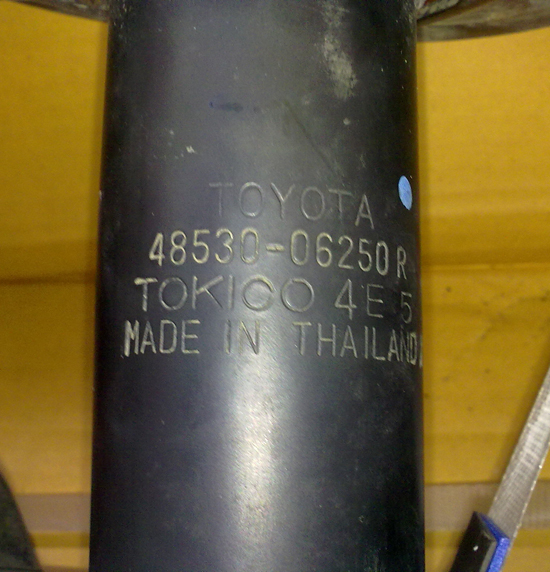 TOYOTA
48530-06250 R
TOKICO 4E 5
MADE IN THAILAND